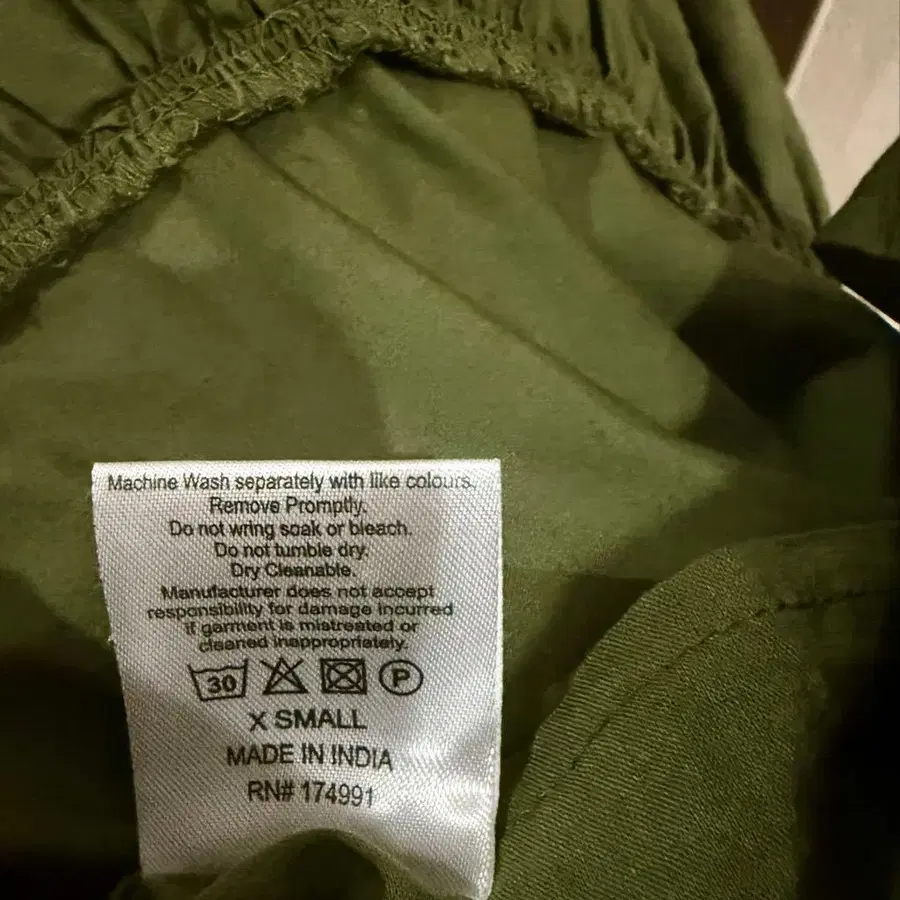 Machine Wash separately with like colours.
Remove Promptly.
Do not wring soak or bleach.
Do not tumble dry.
Dry Cleanable.
Manufacturer does not accept
responsibility for damage incurred
if garment is mistreated or
cleaned inappropriately.
30 P
X SMALL
MADE IN INDIA
RN# 174991